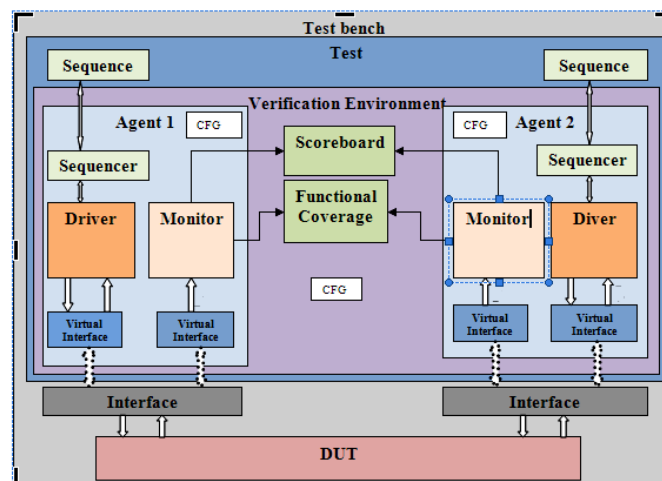 Test bench
Test
Sequence
Sequence
Verification Environment
Agent 1
CFG
CFG
Agent 2
Scoreboard
Sequencer
Sequencer
Functional
Coverage
Driver
Monitor
Monitor
Diver
CFG
Virtual
Interface
Virtual
Interface
Virtual
Interface
Virtual
Interface
Interface
Interface
DUT